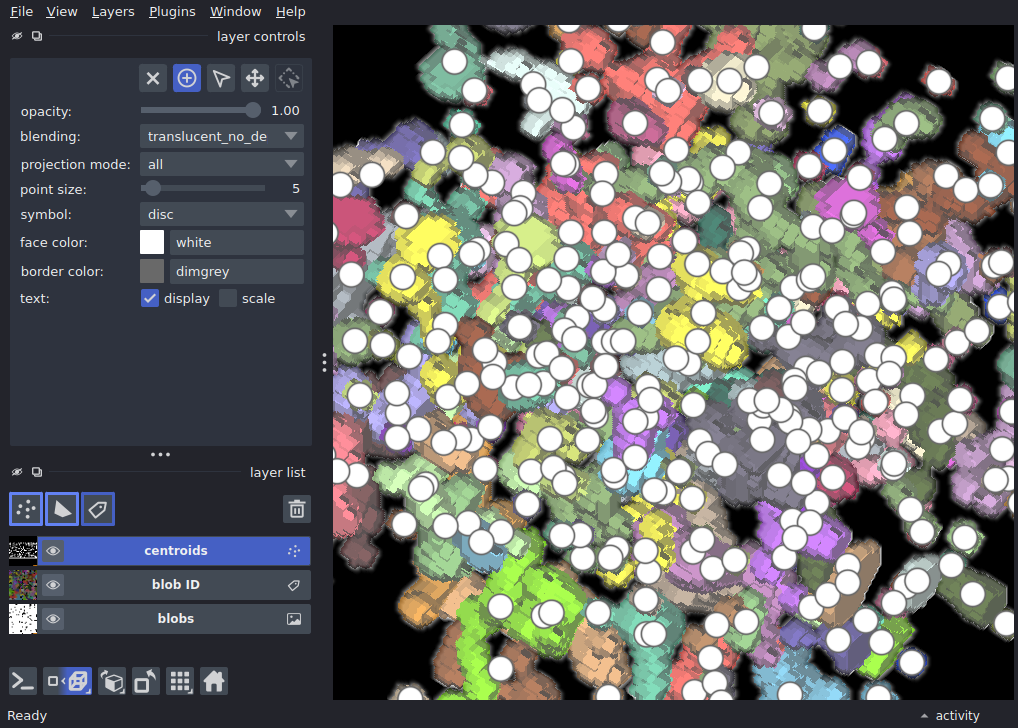 File View Layers Plugins Window Help
layer controls
opacity: 1.00
blending: translucent_no_de
projection mode: all
point size: 5
symbol: disc
face color: white
border color: dimgrey
text: display scale
layer list
centroids
blob ID
blobs
Ready activity